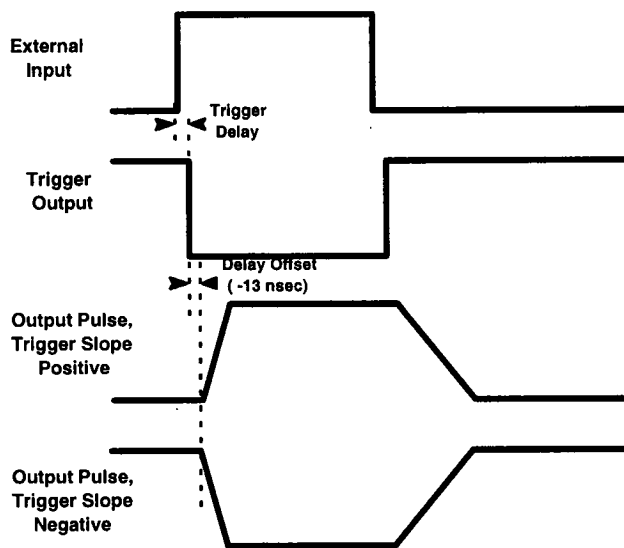 External
Input
Trigger
Delay
Trigger
Output
Delay Offset
( -13 nsec)
Output Pulse,
Trigger Slope
Positive
Output Pulse,
Trigger Slope
Negative